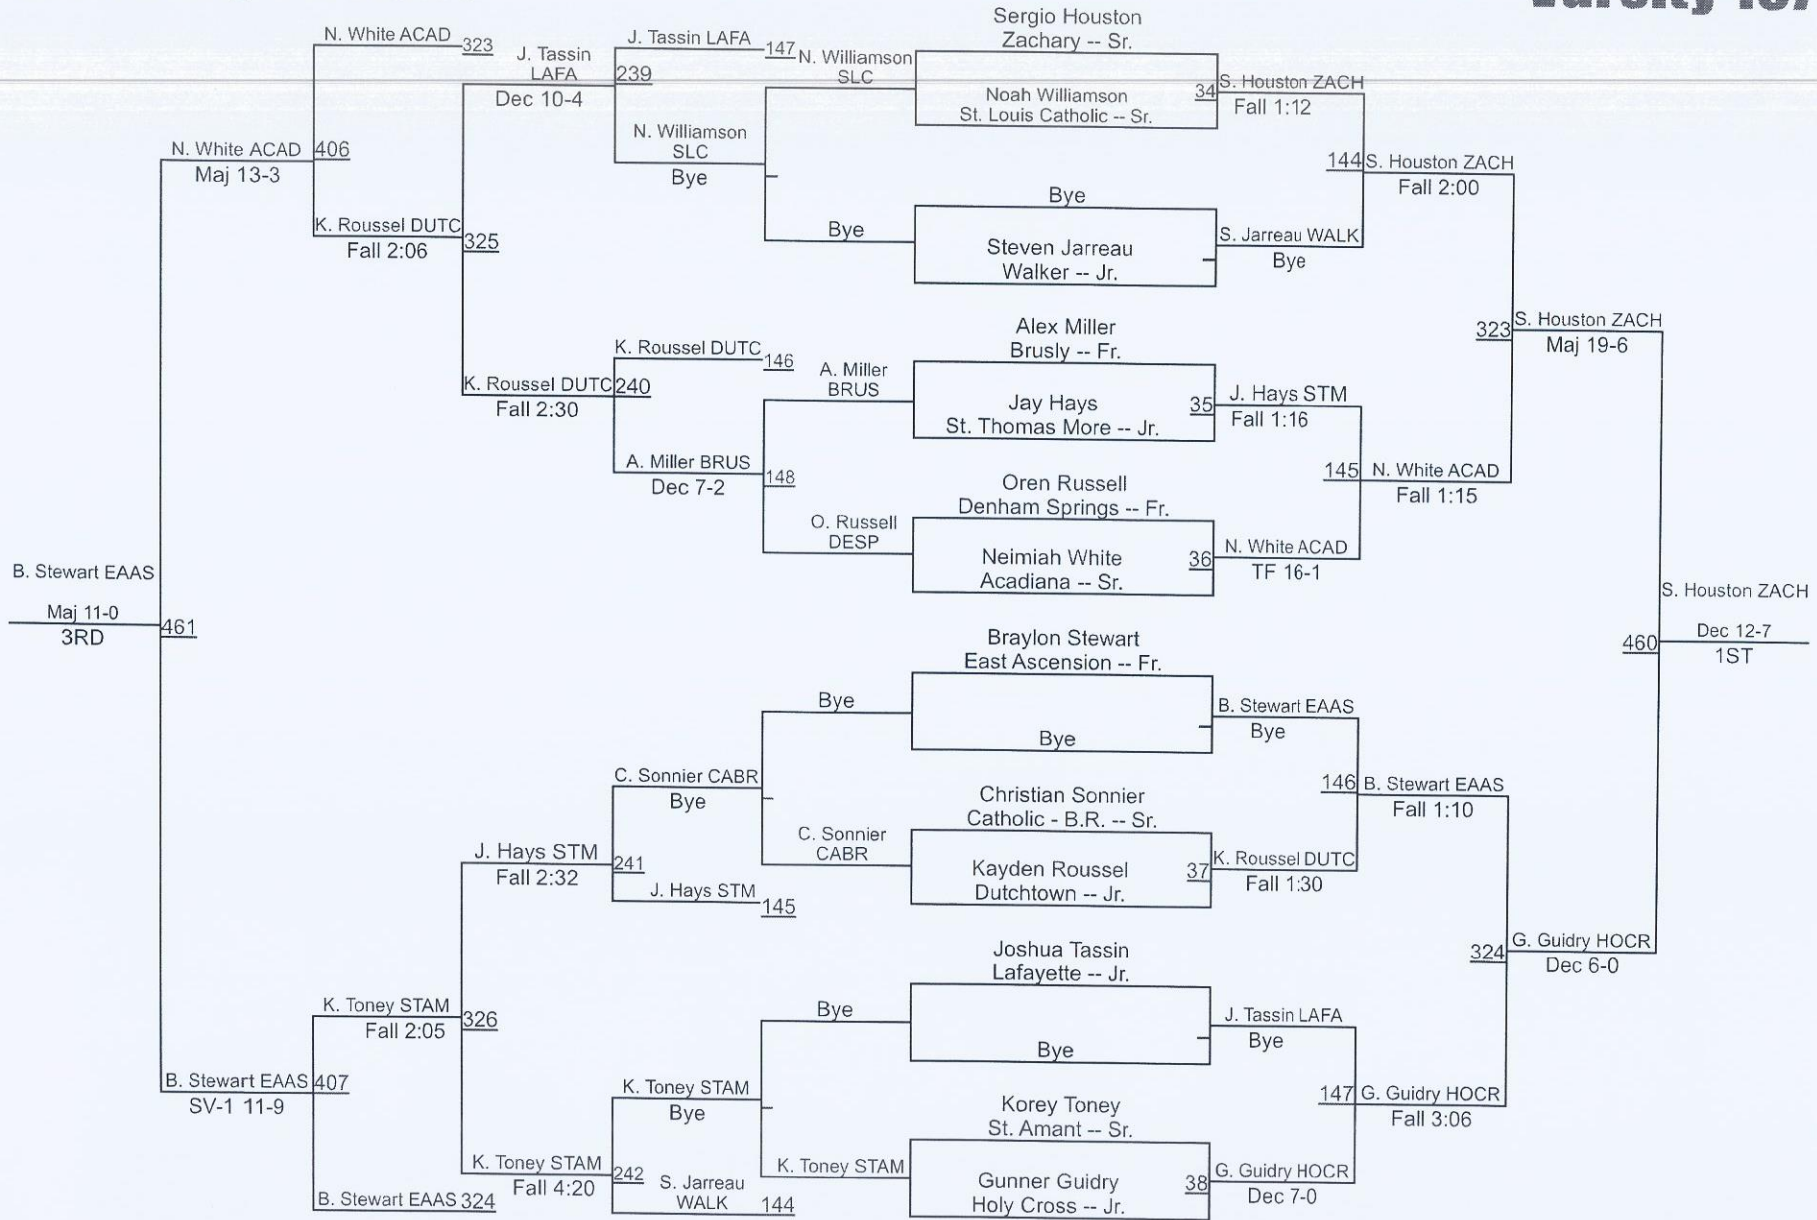 N. White ACAD
323
J. Tassin
LAFA
Dec 10-4
J. Tassin LAFA
147
239
N. Williamson
SLC
N. Williamson
SLC
Bye
N. White ACAD
406
Maj 13-3
K. Roussel DUTC
Fall 2:06
325
Bye
K. Roussel DUTC
146
K. Roussel DUTC
240
Fall 2:30
A. Miller
BRUS
A. Miller BRUS
Dec 7-2
148
O. Russell
DESP
B. Stewart EAAS
Maj 11-0
3RD
461
Bye
C. Sonnier CABR
Bye
C. Sonnier
CABR
J. Hays STM
Fall 2:32
241
J. Hays STM
145
K. Toney STAM
Fall 2:05
326
Bye
B. Stewart EAAS
407
SV-1 11-9
K. Toney STAM
Bye
K. Toney STAM
K. Toney STAM
Fall 4:20
242
S. Jarreau
WALK
144
B. Stewart EAAS
324
Sergio Houston
Zachary -- Sr.
Noah Williamson
St. Louis Catholic -- Sr.
34
S. Houston ZACH
Fall 1:12
144
S. Houston ZACH
Fall 2:00
Bye
Steven Jarreau
Walker -- Jr.
S. Jarreau WALK
Bye
Alex Miller
Brusly -- Fr.
Jay Hays
St. Thomas More -- Jr.
35
J. Hays STM
Fall 1:16
323
S. Houston ZACH
Maj 19-6
145
N. White ACAD
Fall 1:15
Oren Russell
Denham Springs -- Fr.
Neimiah White
Acadiana -- Sr.
36
N. White ACAD
TF 16-1
S. Houston ZACH
Dec 12-7
1ST
460
Braylon Stewart
East Ascension -- Fr.
Bye
B. Stewart EAAS
Bye
146
B. Stewart EAAS
Fall 1:10
Christian Sonnier
Catholic - B.R. -- Sr.
Kayden Roussel
Dutchtown -- Jr.
37
K. Roussel DUTC
Fall 1:30
324
G. Guidry HOCR
Dec 6-0
Joshua Tassin
Lafayette -- Jr.
Bye
J. Tassin LAFA
Bye
147
G. Guidry HOCR
Fall 3:06
Korey Toney
St. Amant -- Sr.
Gunner Guidry
Holy Cross -- Jr.
38
G. Guidry HOCR
Dec 7-0